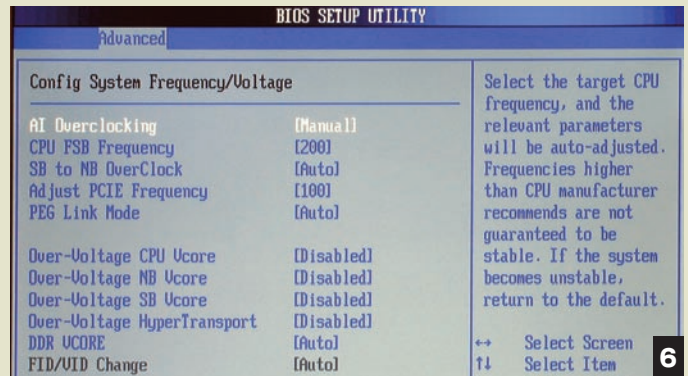 BIOS SETUP UTILITY
Advanced
Config System Frequency/Voltage
AI Overclocking [Manual]
CPU FSB Frequency [200]
SB to NB OverClock [Auto]
Adjust PCIE Frequency [100]
PEG Link Mode [Auto]
Over-Voltage CPU Vcore [Disabled]
Over-Voltage NB Vcore [Disabled]
Over-Voltage SB Vcore [Disabled]
Over-Voltage HyperTransport [Disabled]
DDR VCORE [Auto]
FID/VID Change [Auto]
Select the target CPU
frequency, and the
relevant parameters
will be auto-adjusted.
Frequencies higher
than CPU manufacturer
recommends are not
guaranteed to be
stable. If the system
becomes unstable,
return to the default.
↔ Select Screen
↑↓ Select Item
6